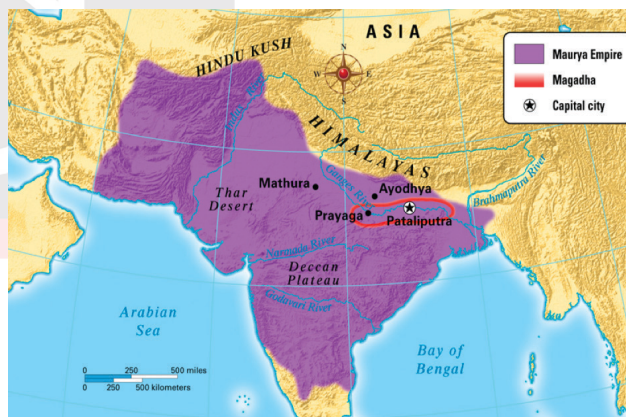 ASIA
HINDU KUSH
N
W E
S
Maurya Empire
Magadha
Capital city
Indus River
HIMALAYAS
Mathura
Ganges River
Ayodhya
Brahmaputra River
Thar
Desert
Prayaga
Pataliputra
Narmada River
Deccan
Plateau
Godavari River
Arabian
Sea
Bay of
Bengal
0 250 500 miles
0 250 500 kilometers